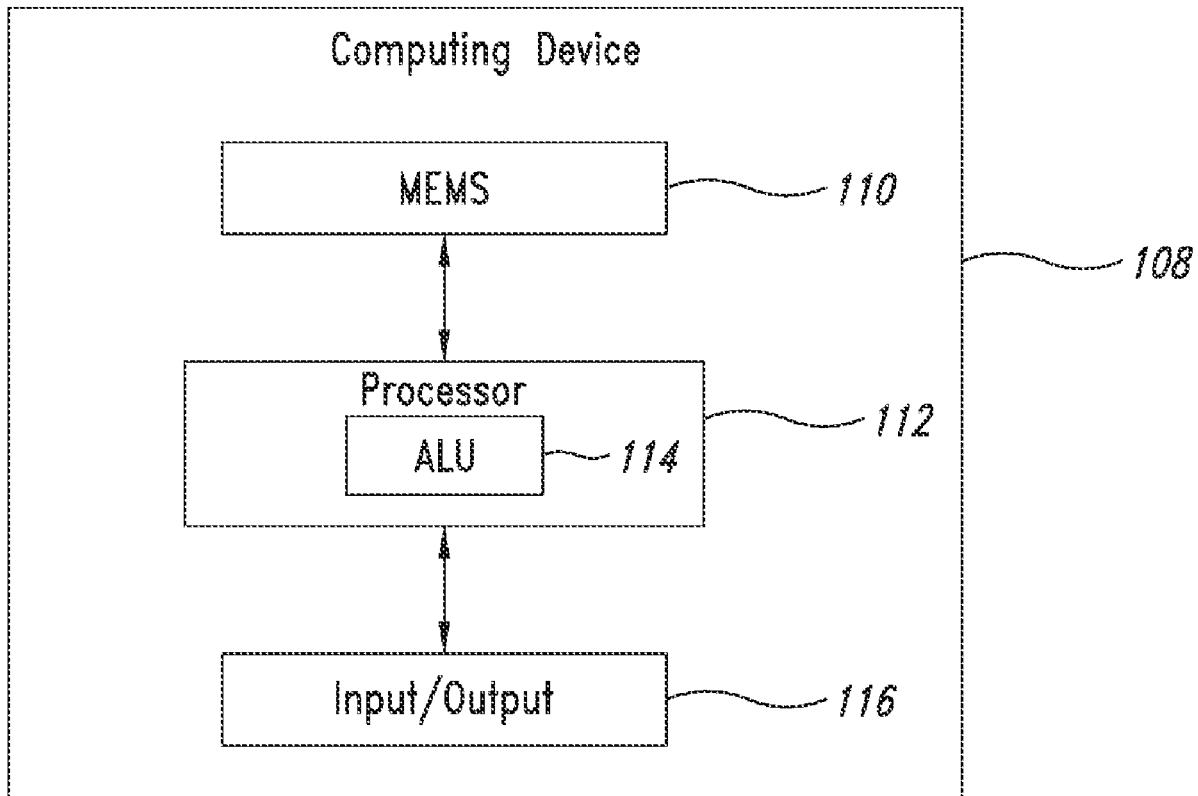 Computing Device
MEMS
110
108
Processor
112
ALU
114
Input/Output
116